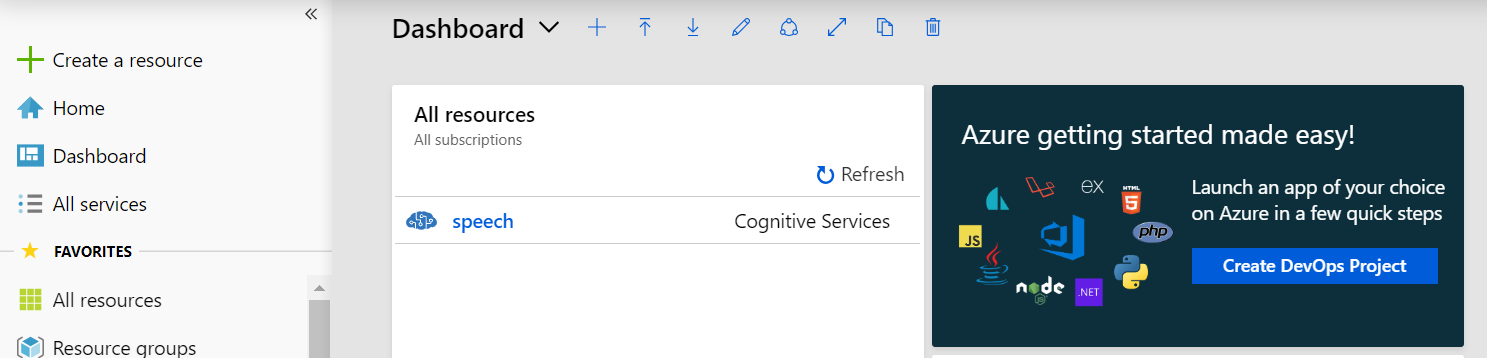 «
Create a resource
Home
Dashboard
All services
FAVORITES
All resources
Resource groups
Dashboard
All resources
All subscriptions
Refresh
speech Cognitive Services
Azure getting started made easy!
Launch an app of your choice
on Azure in a few quick steps
Create DevOps Project
ex
HTML
5
JS
php
node
JS
.NET